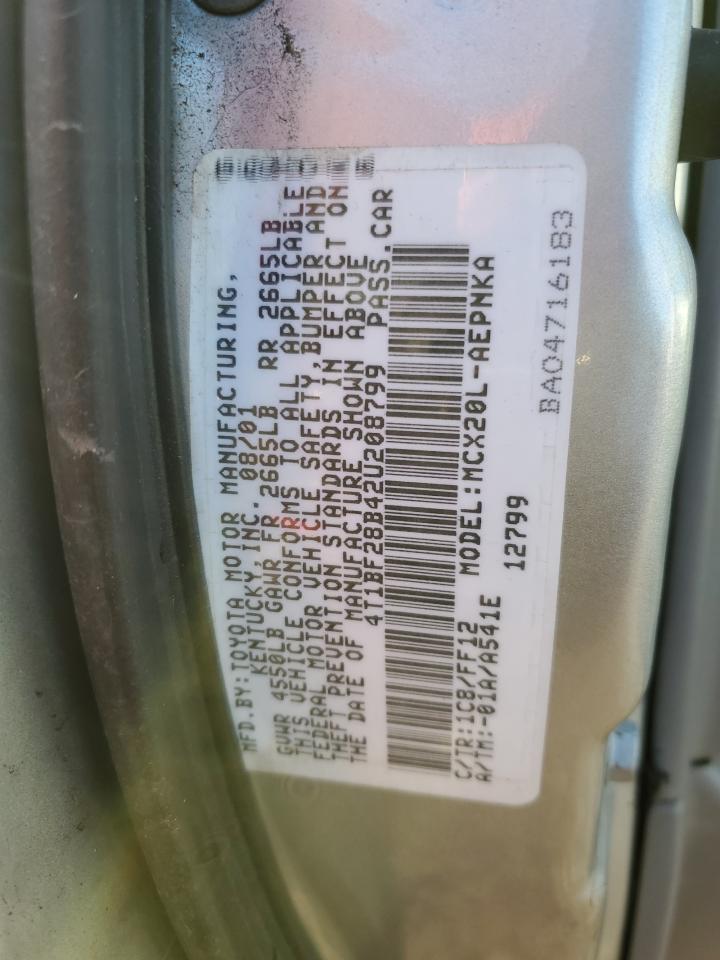 MFD.BY:TOYOTA MOTOR MANUFACTURING,
KENTUCKY,INC. 08/01
GVWR 4550LB GAWR FR 2665LB RR 2665LB
THIS VEHICLE CONFORMS TO ALL APPLICABLE
FEDERAL MOTOR VEHICLE SAFETY,BUMPER AND
THEFT PREVENTION STANDARDS IN EFFECT ON
THE DATE OF MANUFACTURE SHOWN ABOVE
4T1BF28B42U208799 PASS.CAR
C/TR:1C8/FF12 MODEL:MCX20L-AEPNKA
A/TM:-01A/A541E 12799
BA04716183